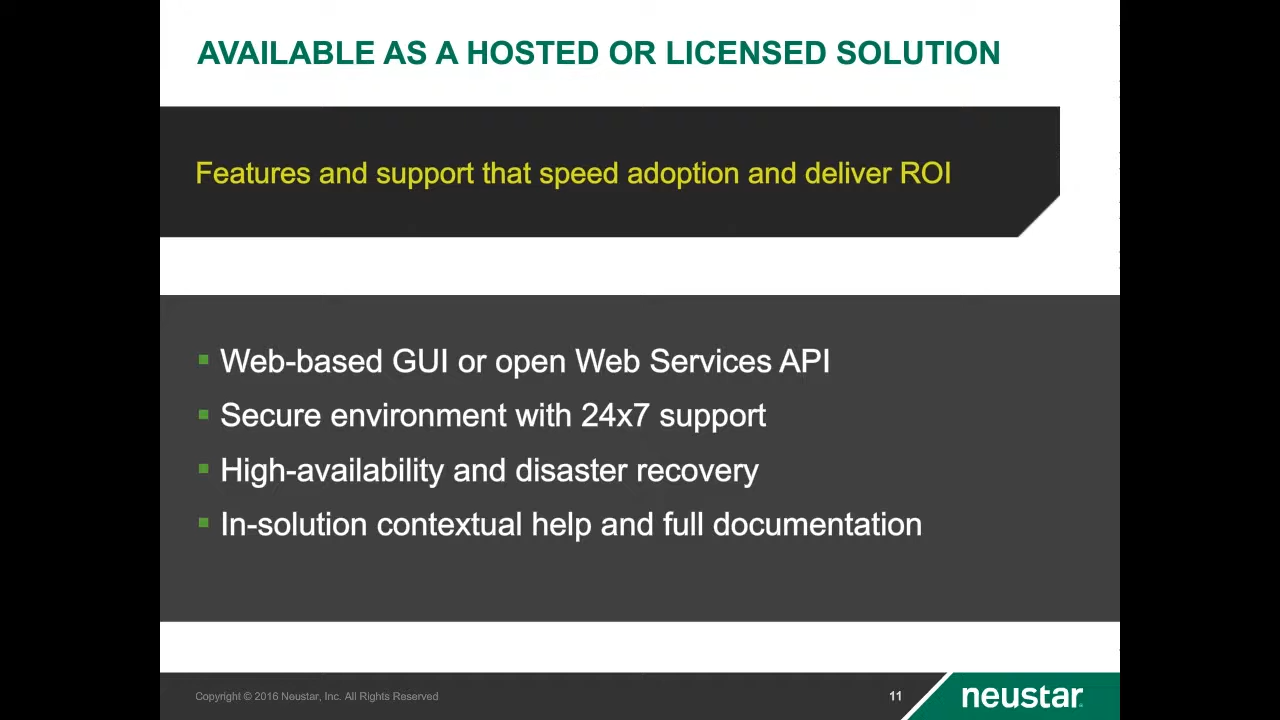 AVAILABLE AS A HOSTED OR LICENSED SOLUTION
Features and support that speed adoption and deliver ROI
▪ Web-based GUI or open Web Services API
▪ Secure environment with 24x7 support
▪ High-availability and disaster recovery
▪ In-solution contextual help and full documentation
Copyright © 2016 Neustar, Inc. All Rights Reserved
11
neustar